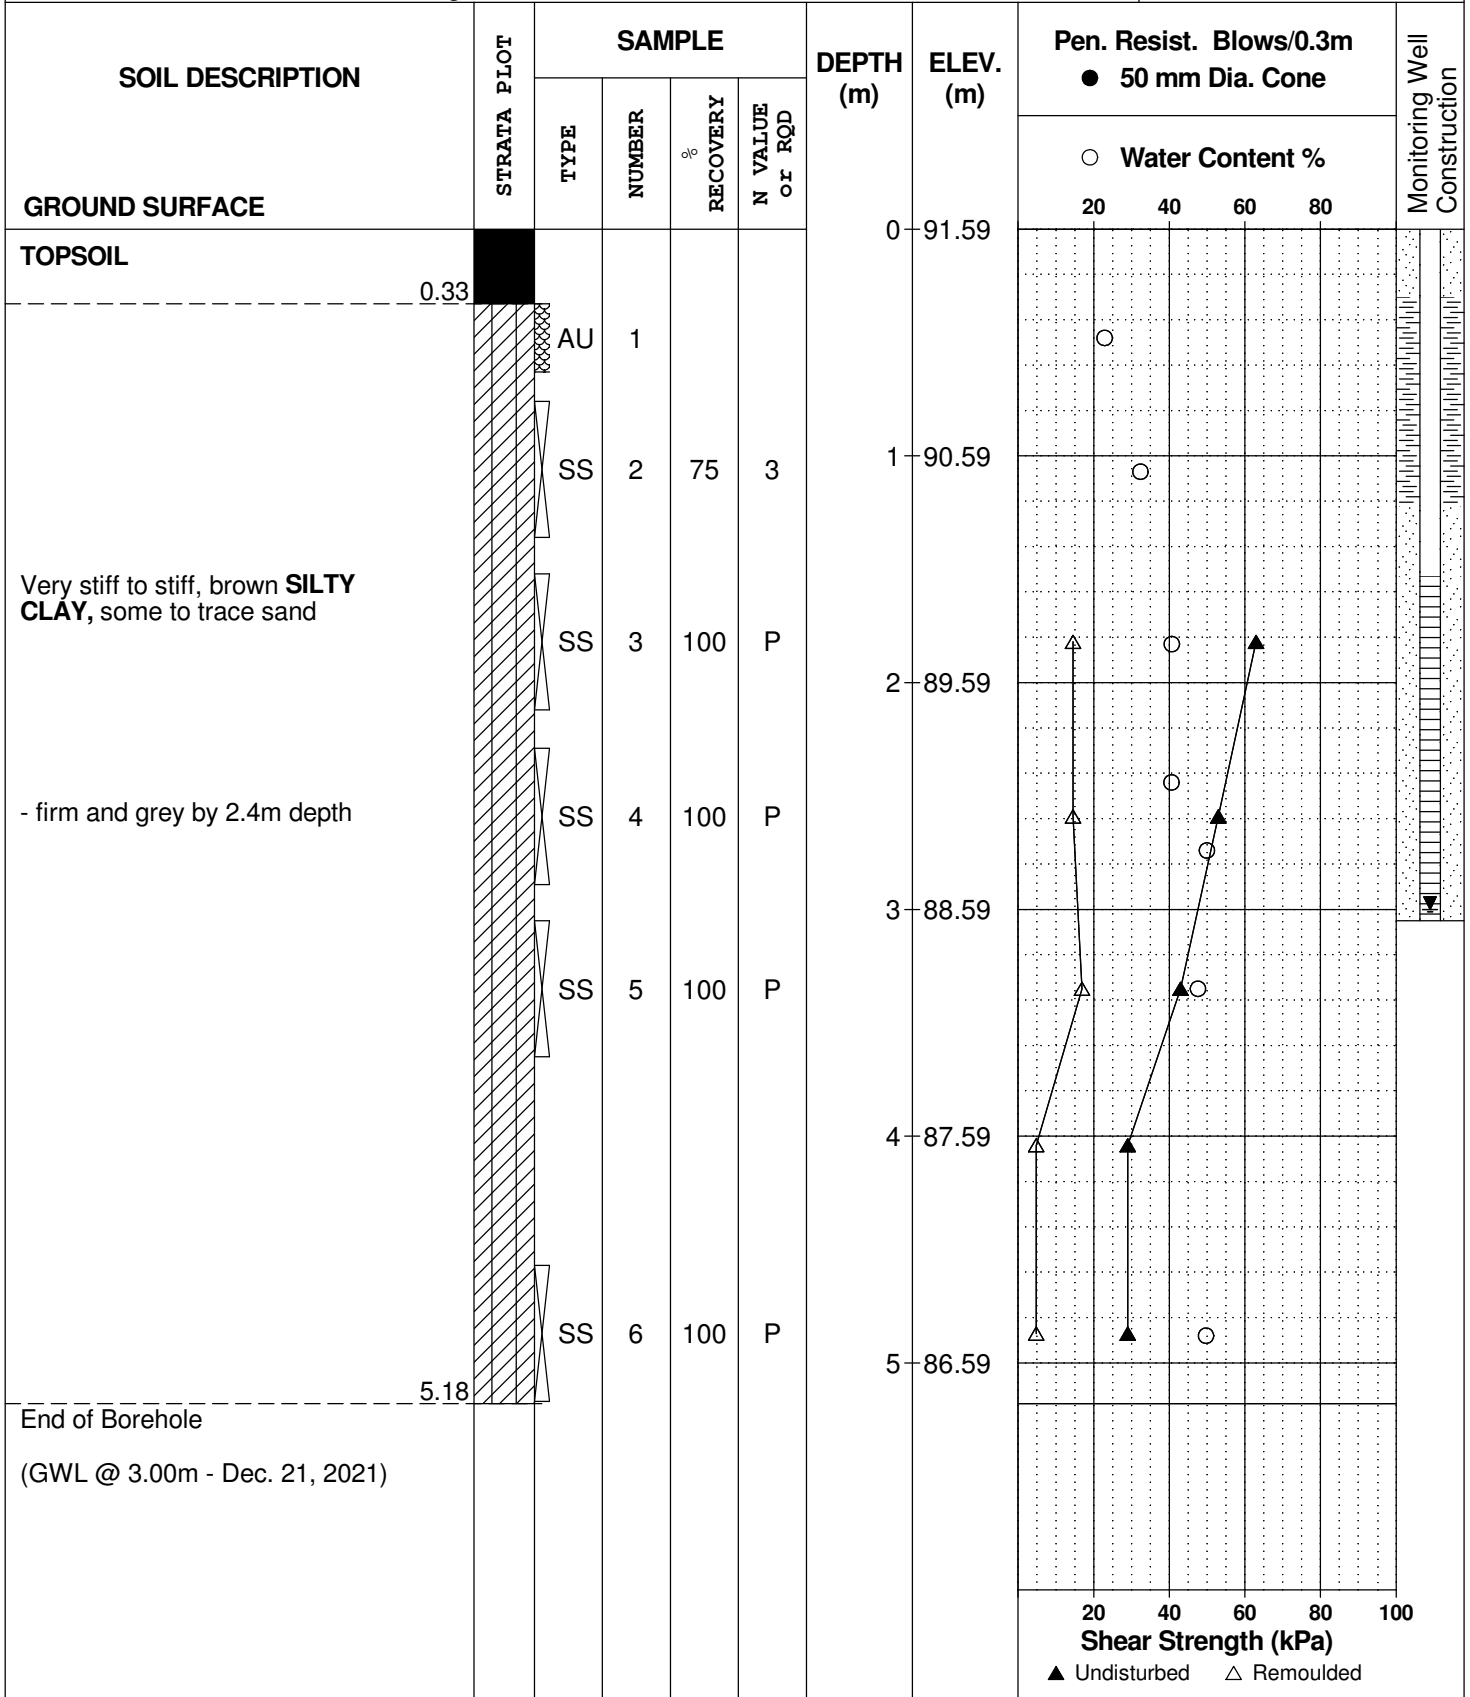 SOIL DESCRIPTION
GROUND SURFACE
STRATA PLOT
SAMPLE
TYPE
NUMBER
%
RECOVERY
N VALUE
or RQD
DEPTH
(m)
ELEV.
(m)
Pen. Resist. Blows/0.3m
● 50 mm Dia. Cone
○ Water Content %
20 40 60 80
Monitoring Well
Construction
0 91.59
TOPSOIL
0.33
AU 1
1 90.59
SS 2 75 3
Very stiff to stiff, brown SILTY
CLAY, some to trace sand
SS 3 100 P
2 89.59
- firm and grey by 2.4m depth
SS 4 100 P
3 88.59
SS 5 100 P
4 87.59
SS 6 100 P
5 86.59
5.18
End of Borehole
(GWL @ 3.00m - Dec. 21, 2021)
20 40 60 80 100
Shear Strength (kPa)
▲ Undisturbed △ Remoulded